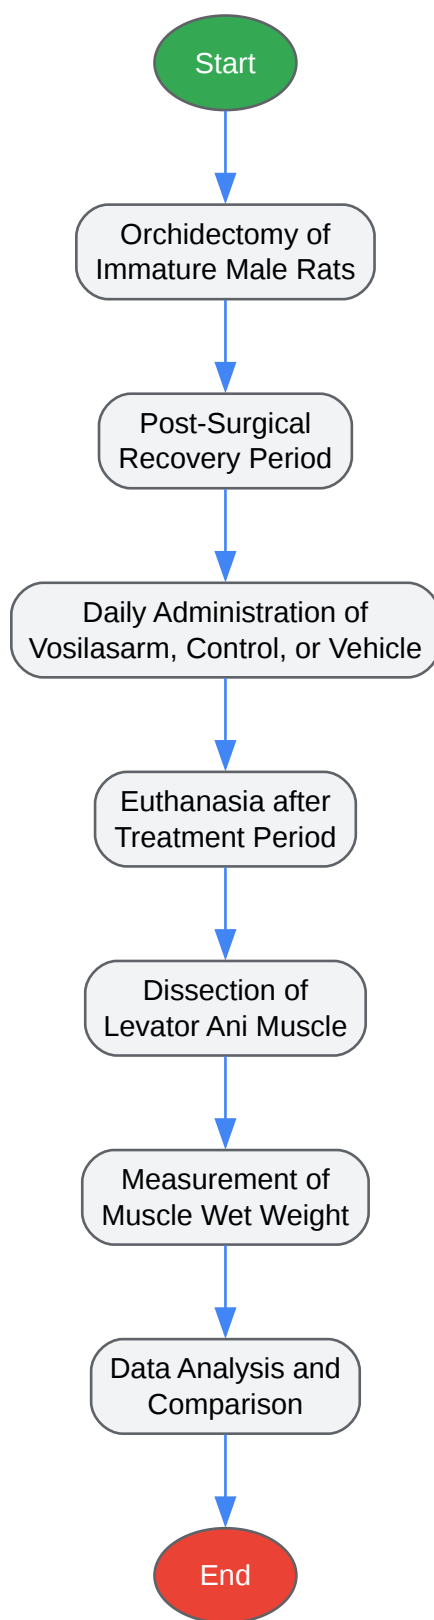 Start
Orchidectomy of
Immature Male Rats
Post-Surgical
Recovery Period
Daily Administration of
Vosilasarm, Control, or Vehicle
Euthanasia after
Treatment Period
Dissection of
Levator Ani Muscle
Measurement of
Muscle Wet Weight
Data Analysis and
Comparison
End